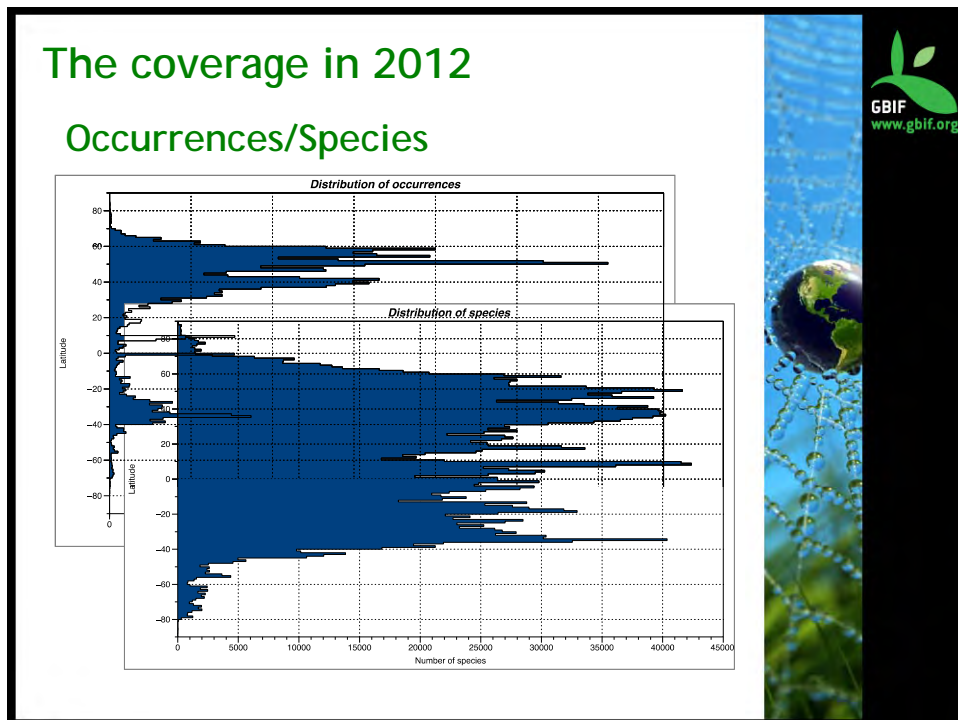 The coverage in 2012
GBIF
www.gbif.org
Occurrences/Species
Distribution of occurrences
80
60
40
20
0
−20
−40
−60
−80
Latitude
0
Distribution of species
80
60
40
20
0
−20
−40
−60
−80
Latitude
0 5000 10000 15000 20000 25000 30000 35000 40000 45000
Number of species